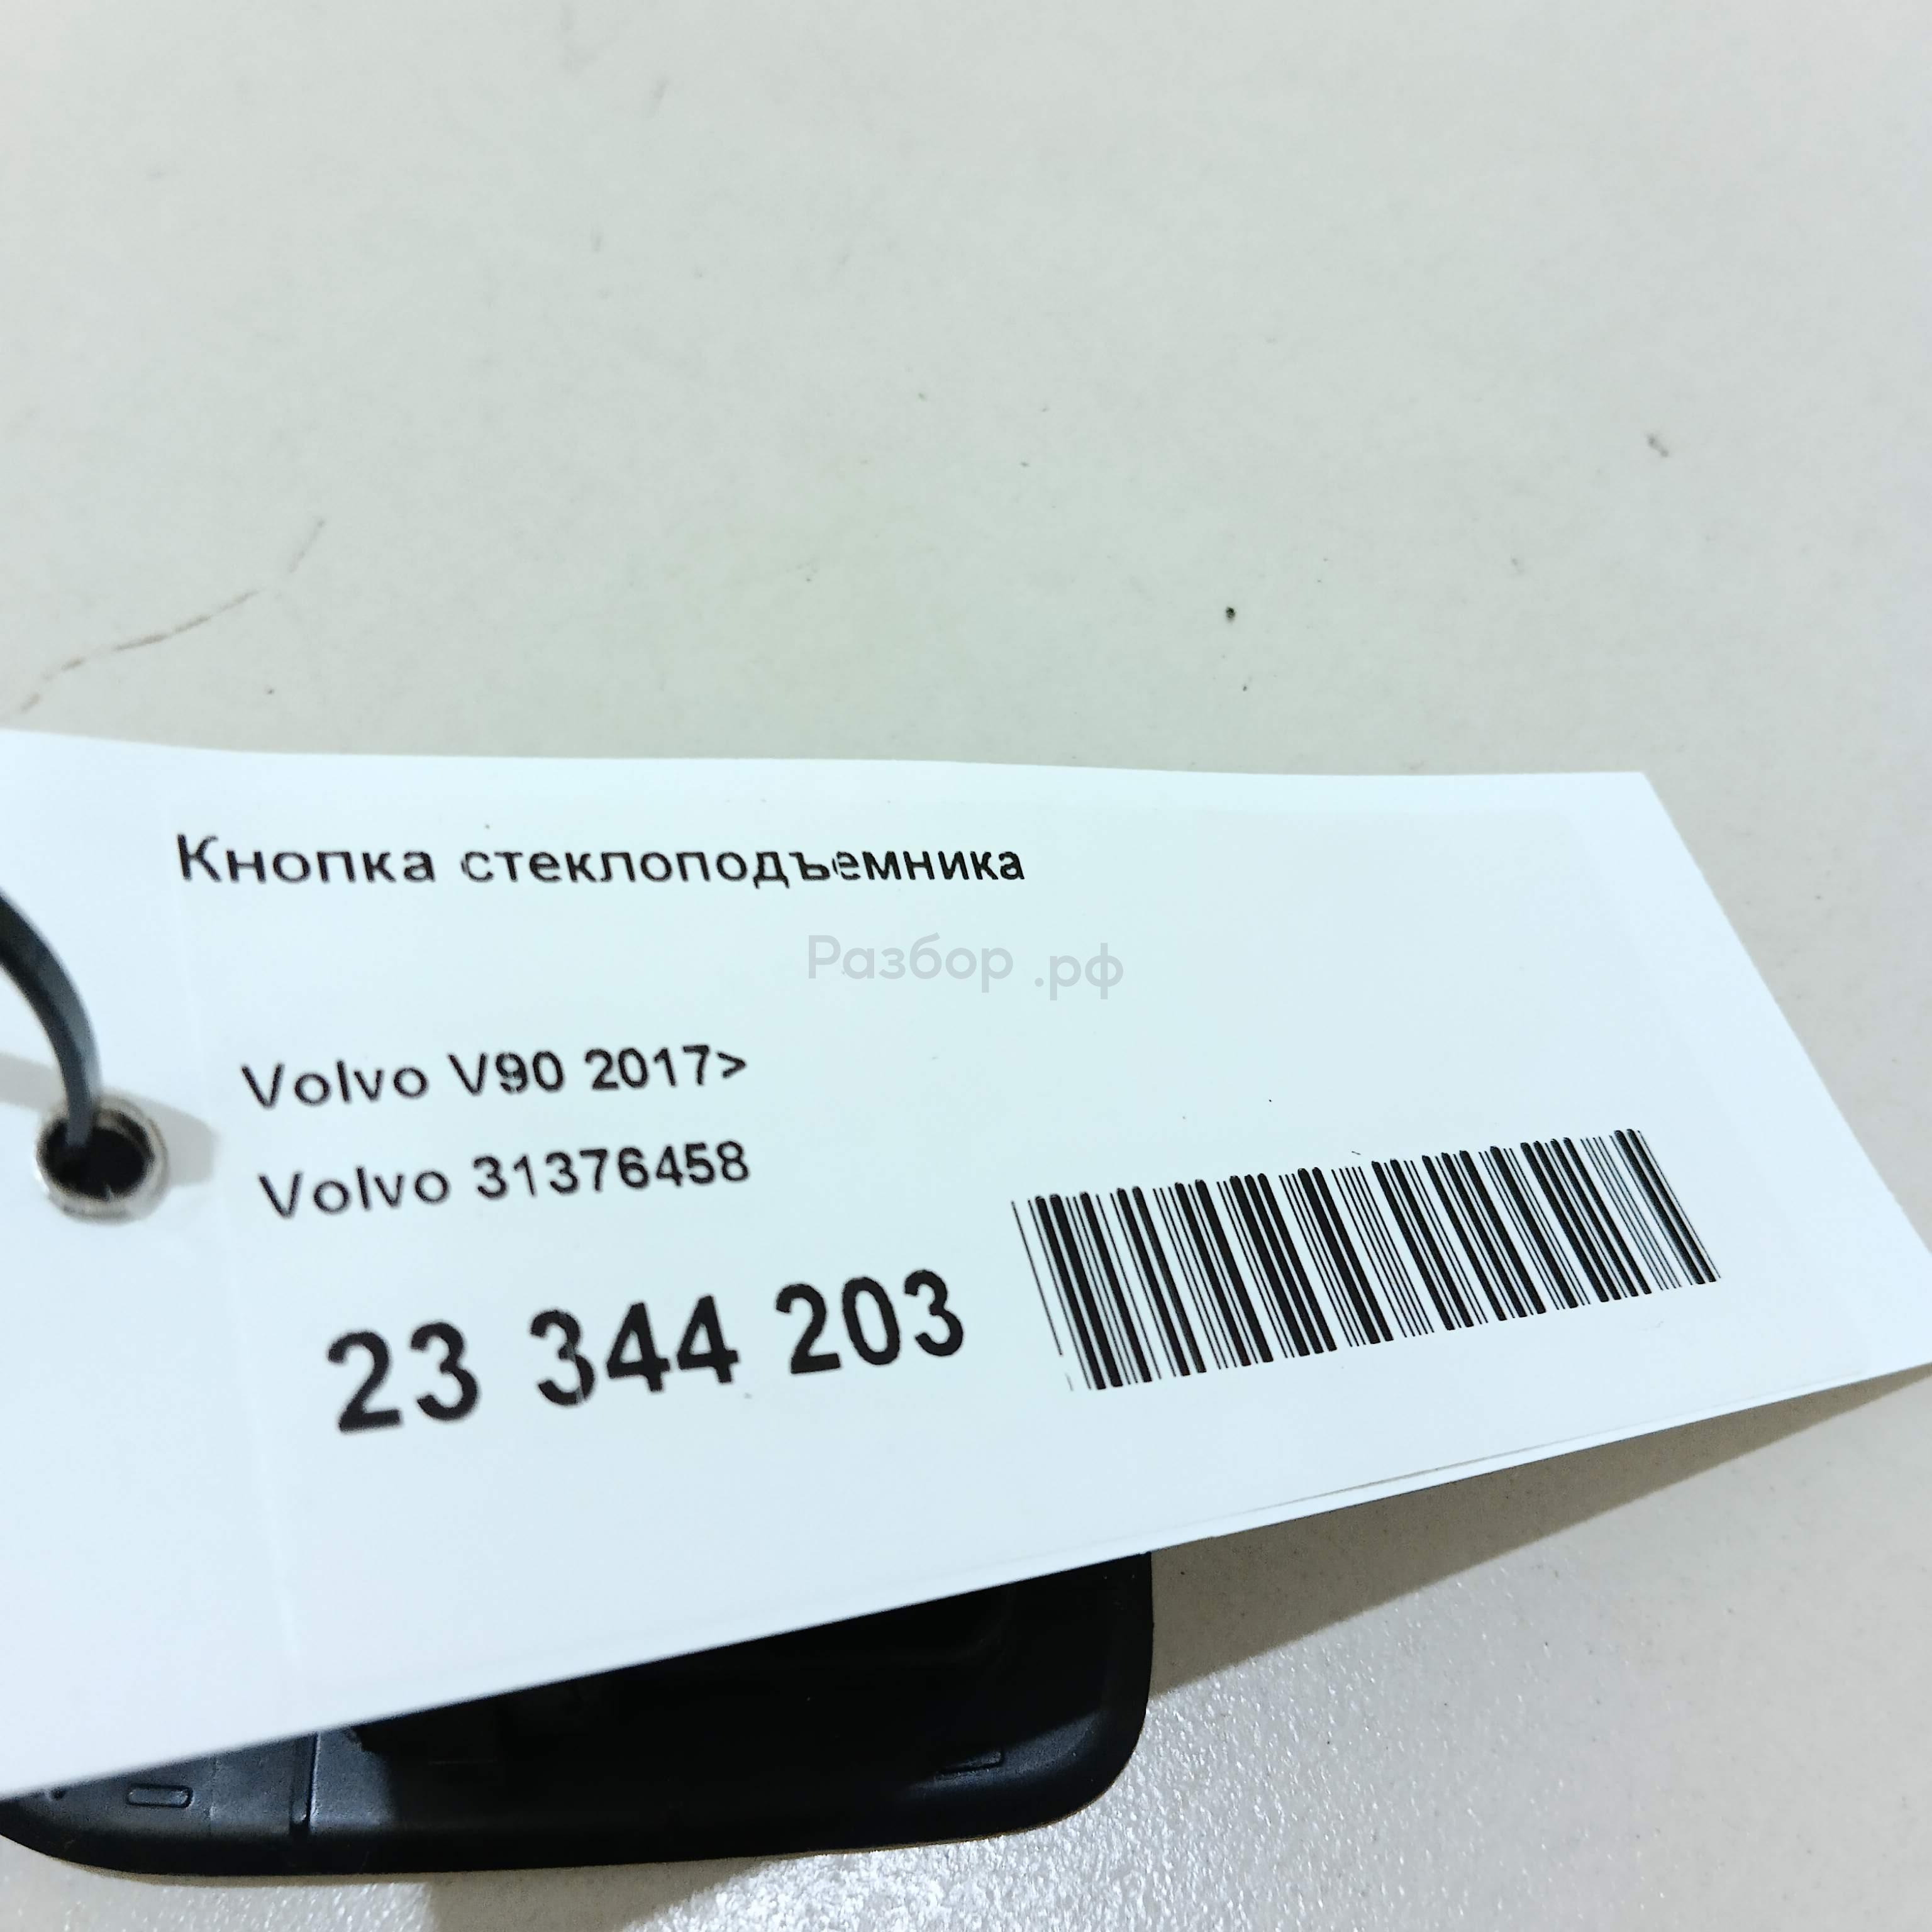 Кнопка стеклоподъемника
Разбор.рф
Volvo V90 2017>
Volvo 31376458
23 344 203